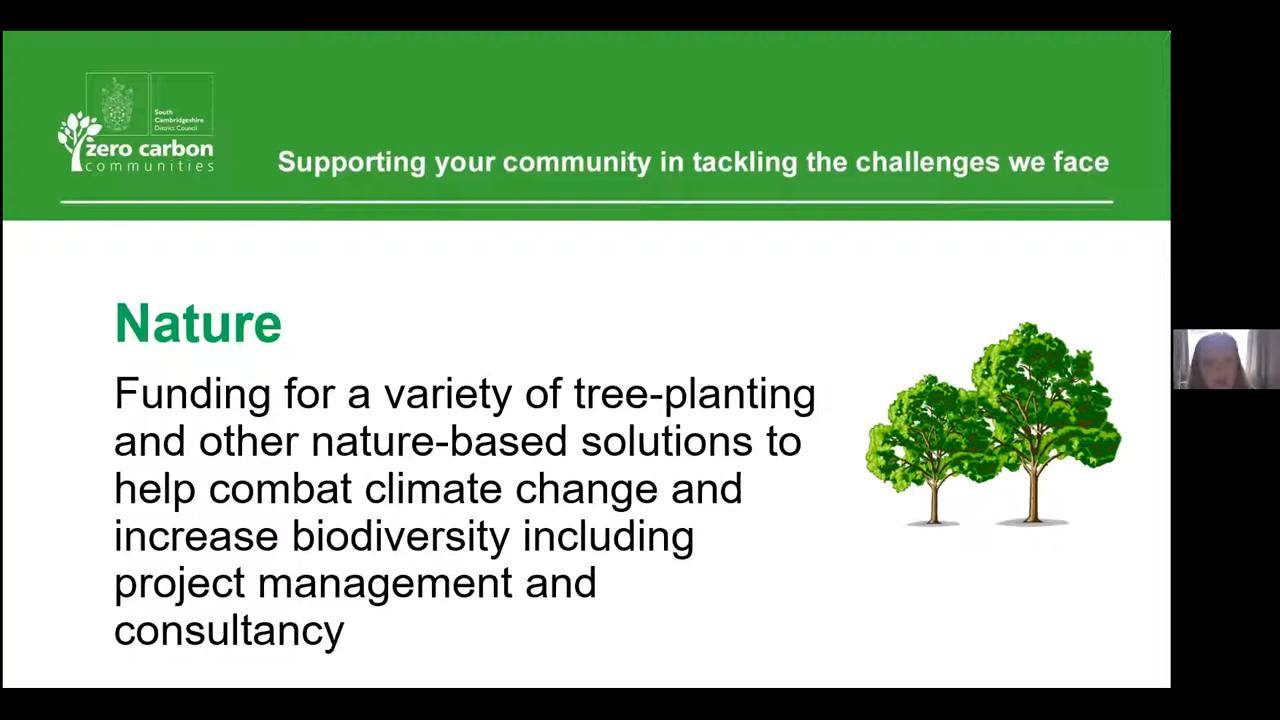 South
Cambridgeshire
District Council
zero carbon
communities
Supporting your community in tackling the challenges we face
Nature
Funding for a variety of tree-planting
and other nature-based solutions to
help combat climate change and
increase biodiversity including
project management and
consultancy